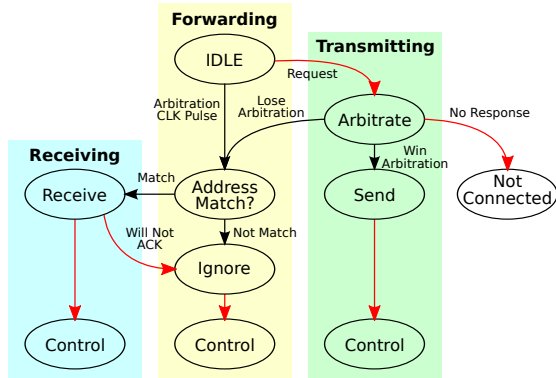 Forwarding
Transmitting
IDLE
Request
Arbitration
CLK Pulse
Lose
Arbitration
Arbitrate
No Response
Win
Arbitration
Receiving
Match
Receive
Address
Match?
Send
Not
Connected
Will Not
ACK
Not Match
Ignore
Control
Control
Control